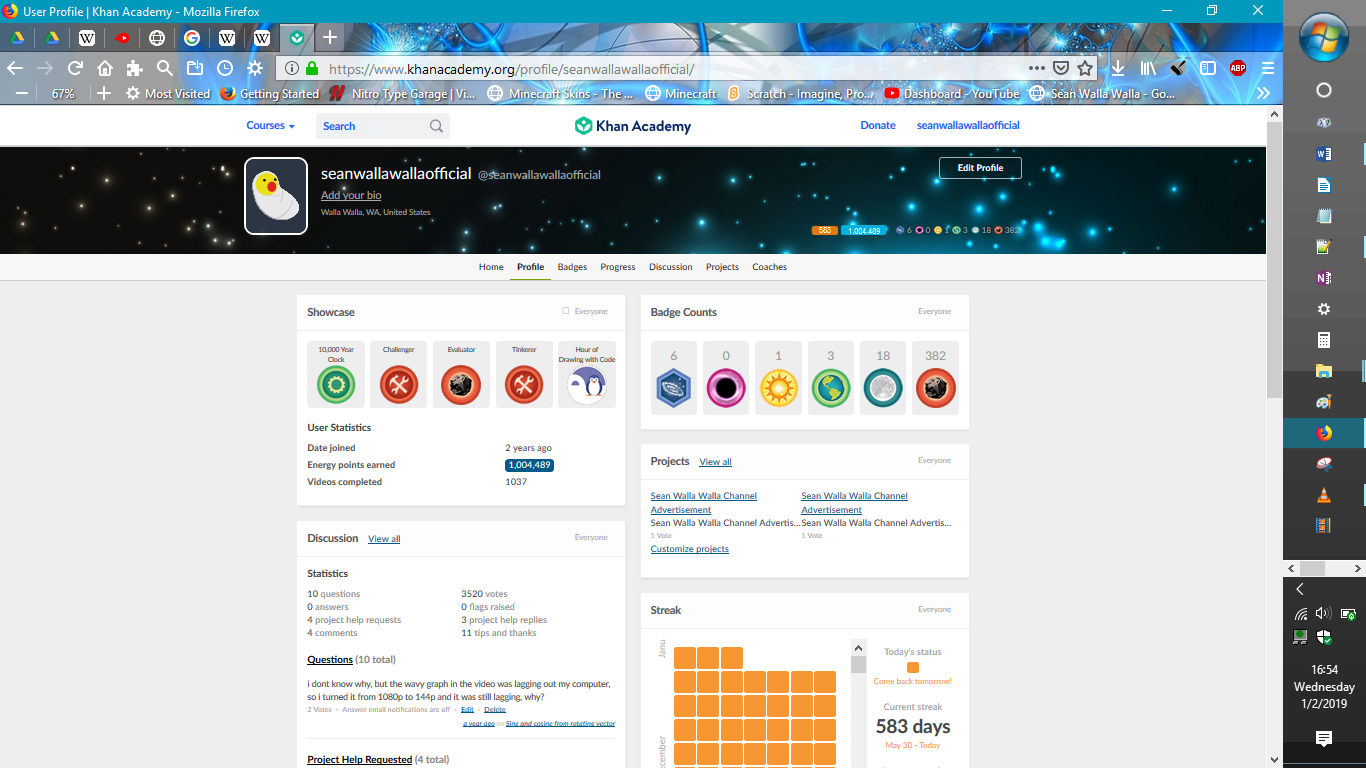 User Profile | Khan Academy - Mozilla Firefox
https://www.khanacademy.org/profile/seanwallawallaofficial/
67%
Most Visited
Getting Started
Nitro Type Garage | Vi...
Minecraft Skins - The ...
Minecraft
Scratch - Imagine, Pro...
Dashboard - YouTube
Sean Walla Walla - Go...
Courses
Search
Khan Academy
Donate
seanwallawallaofficial
seanwallawallaofficial @seanwallawallaofficial
Add your bio
Walla Walla, WA, United States
Edit Profile
583 1,004,489 6 0 1 3 18 382
Home Profile Badges Progress Discussion Projects Coaches
Showcase
Everyone
10,000 Year
Clock
Challenger
Evaluator
Tinkerer
Hour of
Drawing with Code
User Statistics
Date joined 2 years ago
Energy points earned 1,004,489
Videos completed 1037
Badge Counts
Everyone
6 0 1 3 18 382
Projects View all
Everyone
Sean Walla Walla Channel
Advertisement
Sean Walla Walla Channel Advertis...
1 Vote
Sean Walla Walla Channel
Advertisement
Sean Walla Walla Channel Advertis...
1 Vote
Customize projects
Discussion View all
Everyone
Statistics
10 questions 3520 votes
0 answers 0 flags raised
4 project help requests 3 project help replies
4 comments 11 tips and thanks
Questions (10 total)
i dont know why, but the wavy graph in the video was lagging out my computer,
so i turned it from 1080p to 144p and it was still lagging, why?
2 Votes • Answer email notifications are off • Edit • Delete
a year ago on Sine and cosine from rotating vector
Project Help Requested (4 total)
Streak
Everyone
Janu
ecember
Today's status
Come back tomorrow!
Current streak
583 days
May 30 - Today
ABP
16:54
Wednesday
1/2/2019